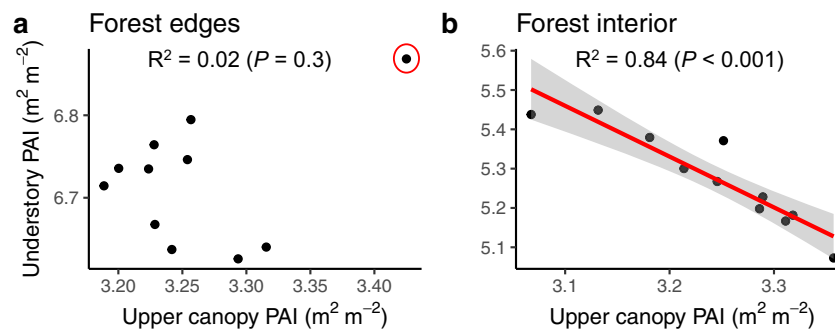 a Forest edges
R² = 0.02 (P = 0.3)
Understory PAI (m² m⁻²)
6.8
6.7
3.20 3.25 3.30 3.35 3.40
Upper canopy PAI (m² m⁻²)
b Forest interior
R² = 0.84 (P < 0.001)
5.6
5.5
5.4
5.3
5.2
5.1
3.1 3.2 3.3
Upper canopy PAI (m² m⁻²)